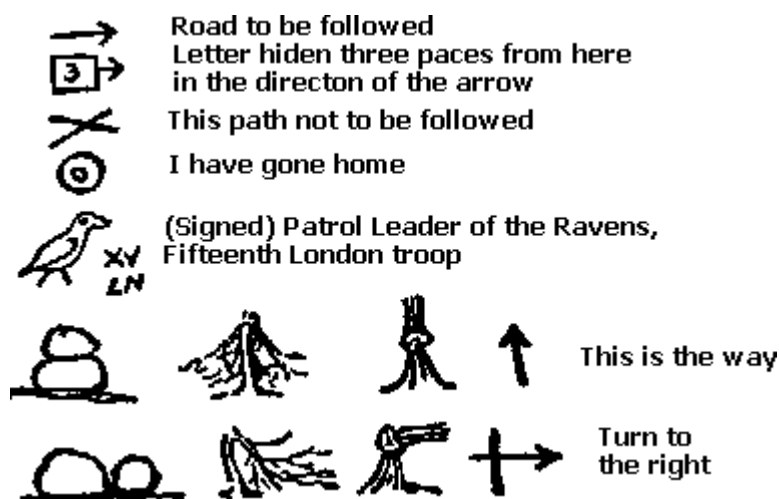 Road to be followed
Letter hiden three paces from here
3
in the directon of the arrow
This path not to be followed
I have gone home
(Signed) Patrol Leader of the Ravens,
Fifteenth London troop
XV
LN
This is the way
Turn to
the right